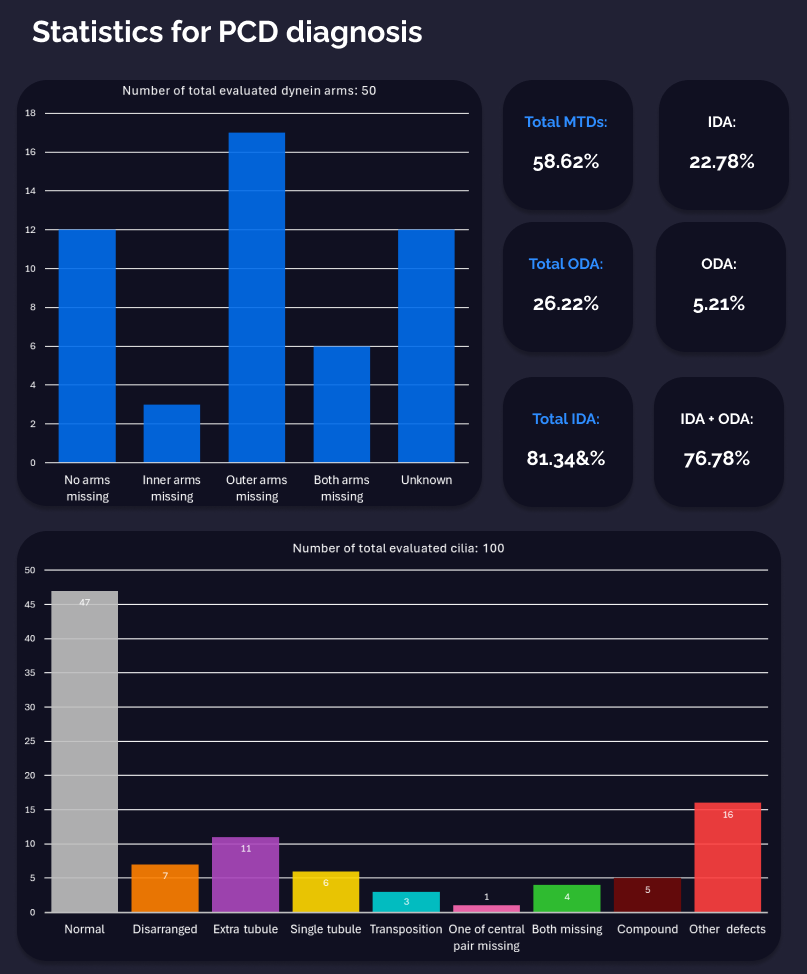 Statistics for PCD diagnosis
Number of total evaluated dynein arms: 50
18
16
14
12
10
8
6
4
2
0
No arms
missing
Inner arms
missing
Outer arms
missing
Both arms
missing
Unknown
Total MTDs:
58.62%
IDA:
22.78%
Total ODA:
26.22%
ODA:
5.21%
Total IDA:
81.34&%
IDA + ODA:
76.78%
Number of total evaluated cilia: 100
50
45
40
35
30
25
20
15
10
5
0
47
7
11
6
3
1
4
5
16
Normal
Disarranged
Extra tubule
Single tubule
Transposition
One of central
pair missing
Both missing
Compound
Other defects